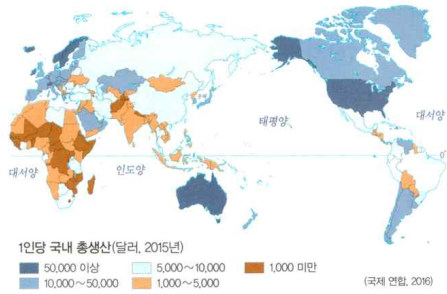 태평양
대서양
대서양
인도양
0°
1인당 국내 총생산(달러, 2015년)
50,000 이상
5,000~10,000
1,000 미만
10,000~50,000
1,000~5,000
(국제 연합, 2016)